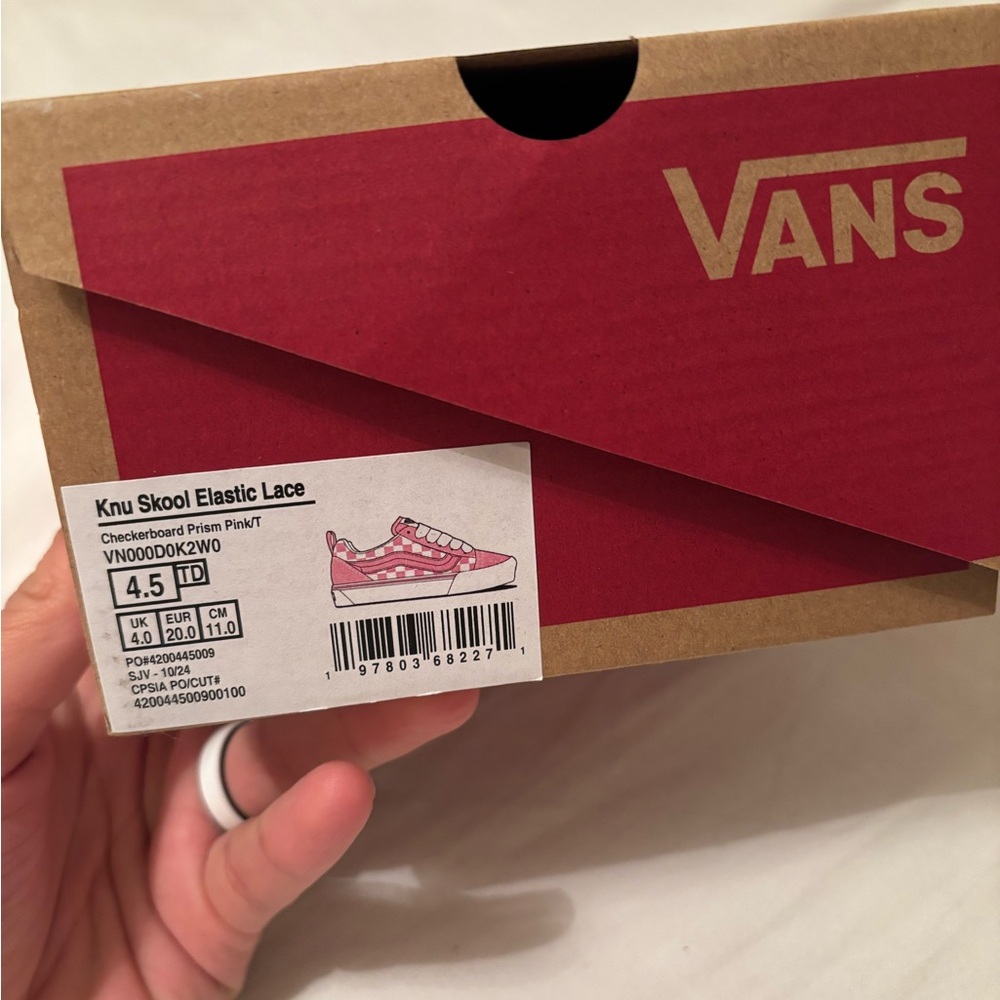 VANS
Knu Skool Elastic Lace
Checkerboard Prism Pink/T
VN000D0K2W0
4.5 TD
UK EUR CM
4.0 20.0 11.0
PO#4200445009
SJV - 10/24
CPSIA PO/CUT#
420044500900100
1 97803 68227 1